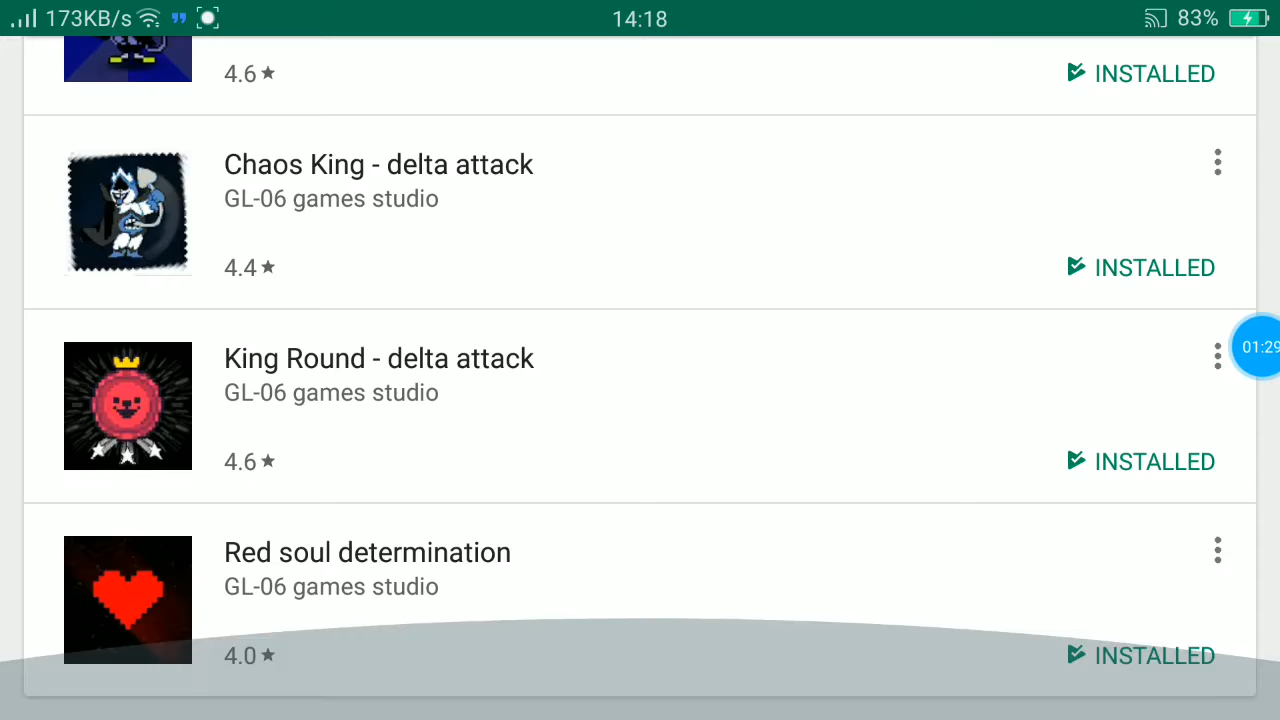 173KB/s 14:18 83%
4.6★ INSTALLED
Chaos King - delta attack
GL-06 games studio
4.4★ INSTALLED
King Round - delta attack
GL-06 games studio
01:29
4.6★ INSTALLED
Red soul determination
GL-06 games studio
4.0★ INSTALLED